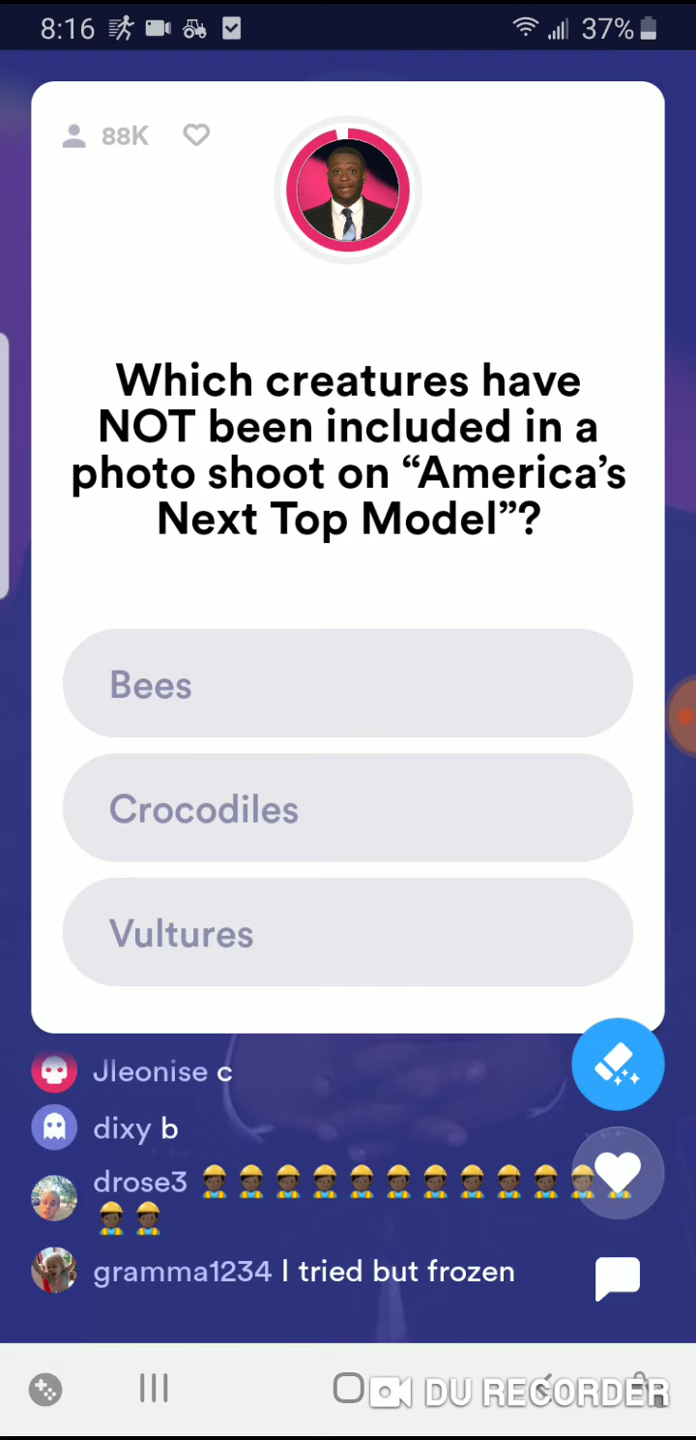 8:16 37%
88K
Which creatures have
NOT been included in a
photo shoot on “America’s
Next Top Model”?
Bees
Crocodiles
Vultures
Jleonise c
dixy b
drose3
gramma1234 I tried but frozen
DU RECORDER